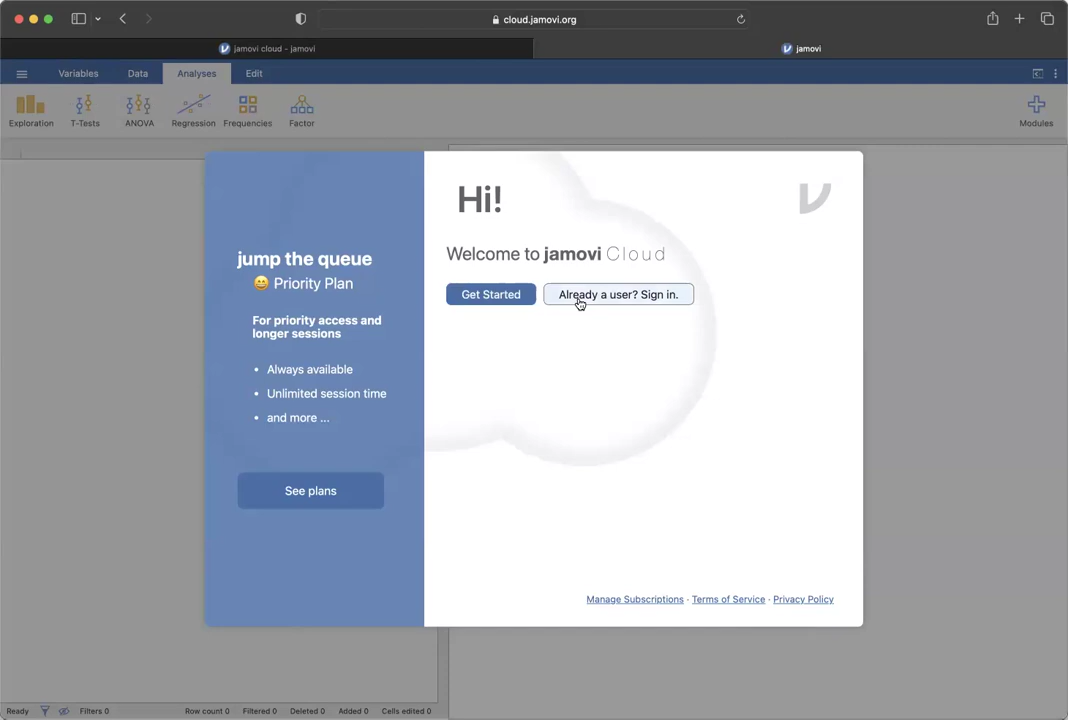 cloud.jamovi.org
jamovi cloud - jamovi
jamovi
Variables
Data
Analyses
Edit
Exploration
T-Tests
ANOVA
Regression
Frequencies
Factor
Modules
jump the queue
😄 Priority Plan
For priority access and
longer sessions
• Always available
• Unlimited session time
• and more ...
See plans
Hi!
Welcome to jamovi Cloud
Get Started
Already a user? Sign in.
Manage Subscriptions · Terms of Service · Privacy Policy
Ready
Filters 0
Row count 0
Filtered 0
Deleted 0
Added 0
Cells edited 0